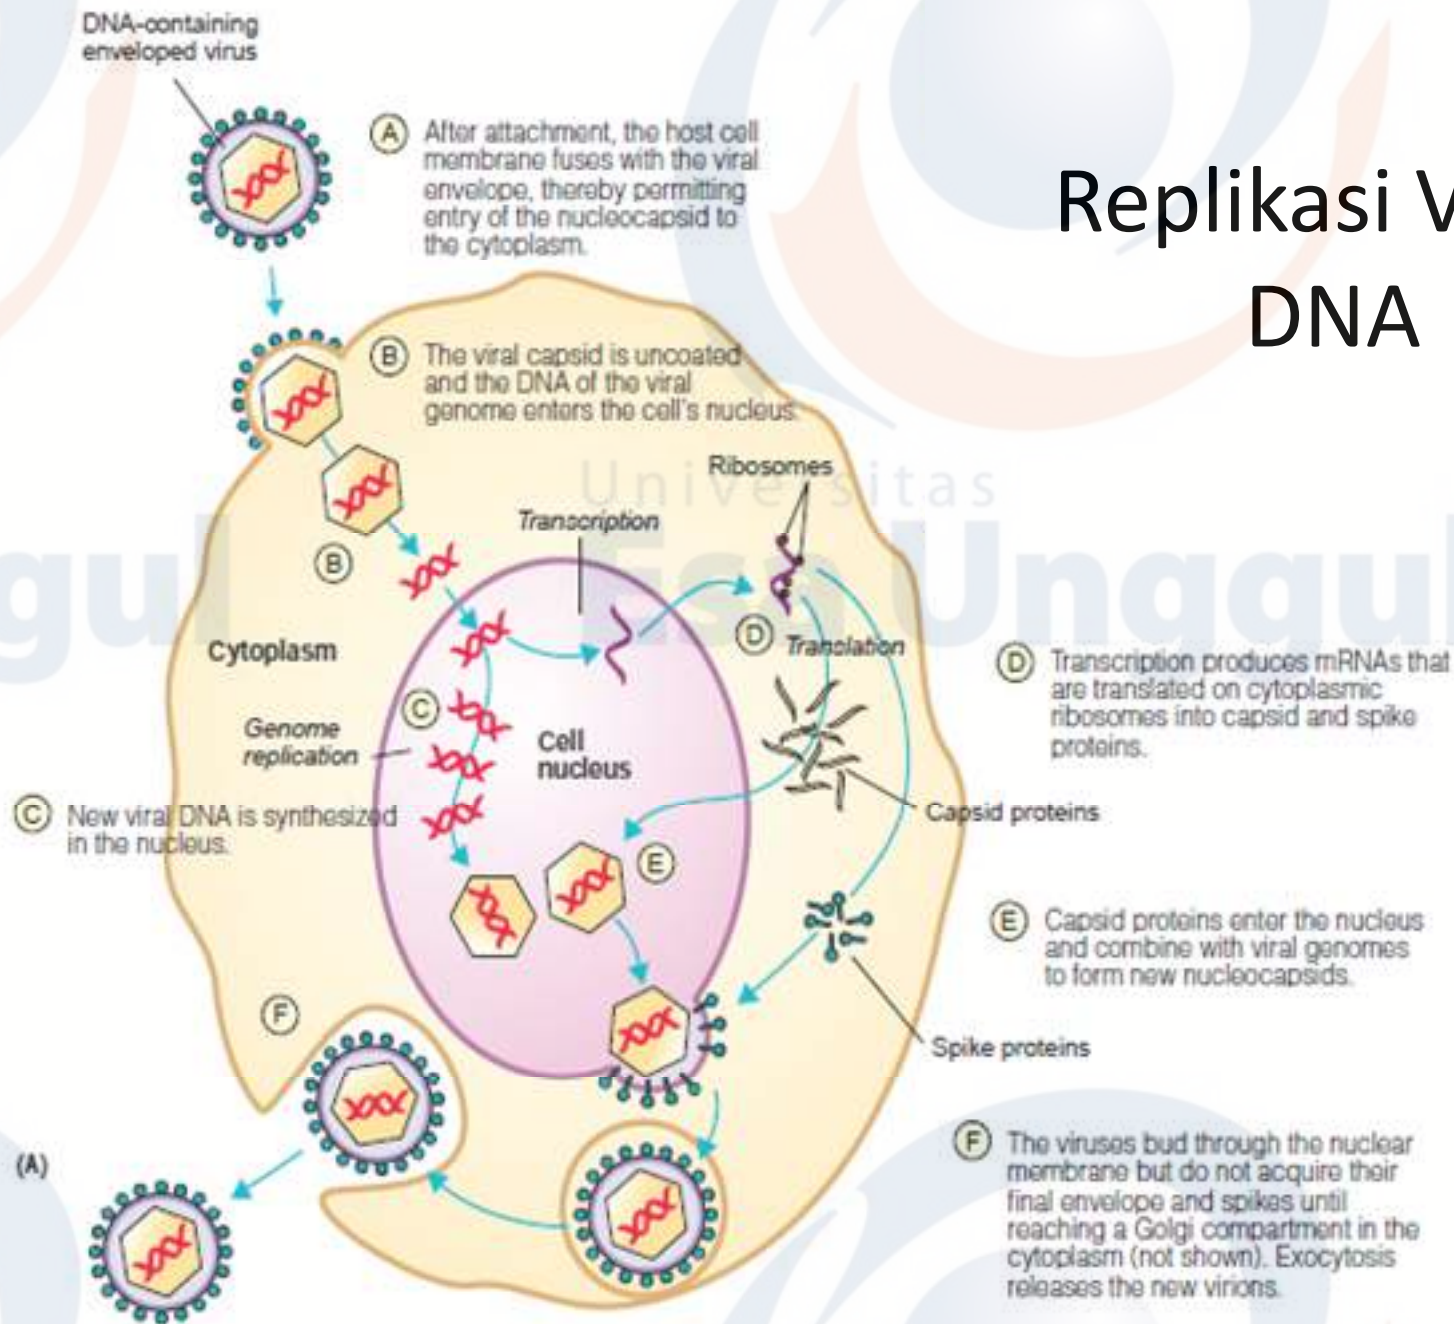 DNA-containing
enveloped virus
A After attachment, the host cell
membrane fuses with the viral
envelope, thereby permitting
entry of the nucleocapsid to
the cytoplasm.
Replikasi V
DNA
B The viral capsid is uncoated
and the DNA of the viral
genome enters the cell's nucleus.
Ribosomes
Universitas
Esa Unggul
gul
Transcription
B
Cytoplasm
D Translation
D Transcription produces mRNAs that
are translated on cytoplasmic
ribosomes into capsid and spike
proteins.
C
Genome
replication
Cell
nucleus
C New viral DNA is synthesized
in the nucleus.
Capsid proteins
E
E Capsid proteins enter the nucleus
and combine with viral genomes
to form new nucleocapsids.
F
Spike proteins
F The viruses bud through the nuclear
membrane but do not acquire their
final envelope and spikes until
reaching a Golgi compartment in the
cytoplasm (not shown). Exocytosis
releases the new virions.
(A)